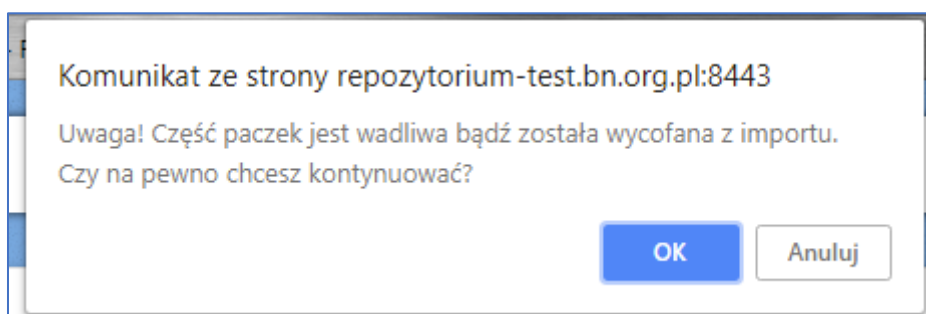 Komunikat ze strony repozytorium-test.bn.org.pl:8443
Uwaga! Część paczek jest wadliwa bądź została wycofana z importu.
Czy na pewno chcesz kontynuować?
OK Anuluj